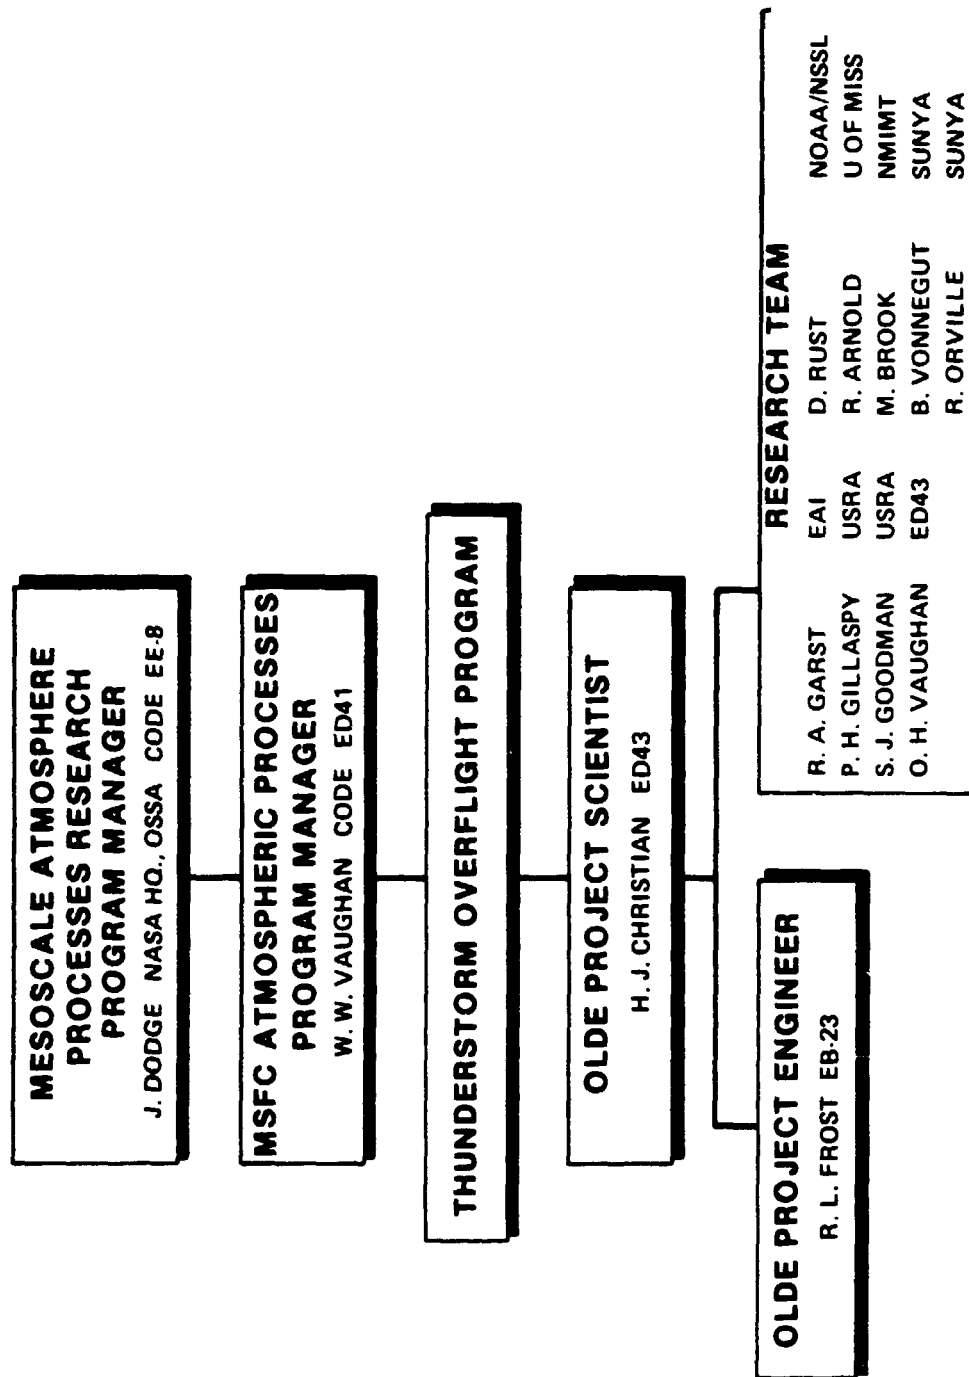 MESOSCALE ATMOSPHERE
PROCESSES RESEARCH
PROGRAM MANAGER
J. DODGE NASA HQ., OSSA CODE EE-8
MSFC ATMOSPHERIC PROCESSES
PROGRAM MANAGER
W. W. VAUGHAN CODE ED41
THUNDERSTORM OVERFLIGHT PROGRAM
OLDE PROJECT SCIENTIST
H. J. CHRISTIAN ED43
OLDE PROJECT ENGINEER
R. L. FROST EB-23
RESEARCH TEAM
R. A. GARST EAI D. RUST NOAA/NSSL
P. H. GILLASPY USRA R. ARNOLD U OF MISS
S. J. GOODMAN USRA M. BROOK NMIMT
O. H. VAUGHAN ED43 B. VONNEGUT SUNYA
R. ORVILLE SUNYA